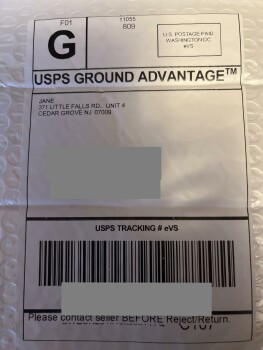 F01
11055
809
G
U.S. POSTAGE PAID
WASHINGTON DC
eVS
USPS GROUND ADVANTAGE™
JANE
371 LITTLE FALLS RD, UNIT 4
CEDAR GROVE NJ 07009
USPS TRACKING # eVS
Please contact seller BEFORE Reject/Return.
C107